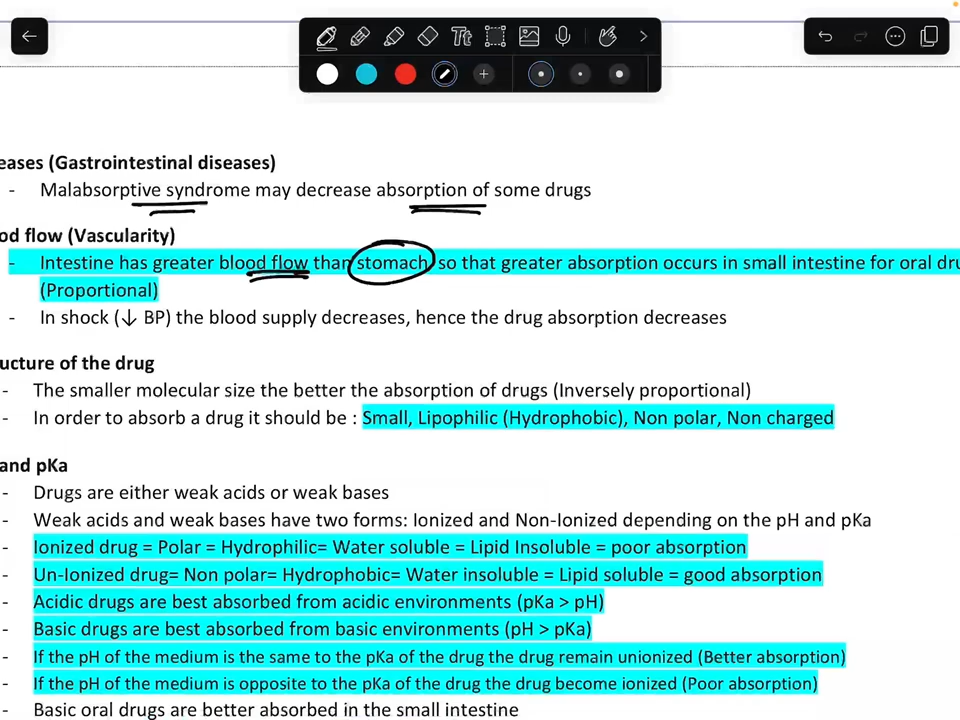 Tt
eases (Gastrointestinal diseases)
- Malabsorptive syndrome may decrease absorption of some drugs
od flow (Vascularity)
- Intestine has greater blood flow than stomach so that greater absorption occurs in small intestine for oral dru
(Proportional)
- In shock (↓ BP) the blood supply decreases, hence the drug absorption decreases
ucture of the drug
- The smaller molecular size the better the absorption of drugs (Inversely proportional)
- In order to absorb a drug it should be : Small, Lipophilic (Hydrophobic), Non polar, Non charged
and pKa
- Drugs are either weak acids or weak bases
- Weak acids and weak bases have two forms: Ionized and Non-Ionized depending on the pH and pKa
- Ionized drug = Polar = Hydrophilic= Water soluble = Lipid Insoluble = poor absorption
- Un-Ionized drug= Non polar= Hydrophobic= Water insoluble = Lipid soluble = good absorption
- Acidic drugs are best absorbed from acidic environments (pKa > pH)
- Basic drugs are best absorbed from basic environments (pH > pKa)
- If the pH of the medium is the same to the pKa of the drug the drug remain unionized (Better absorption)
- If the pH of the medium is opposite to the pKa of the drug the drug become ionized (Poor absorption)
- Basic oral drugs are better absorbed in the small intestine